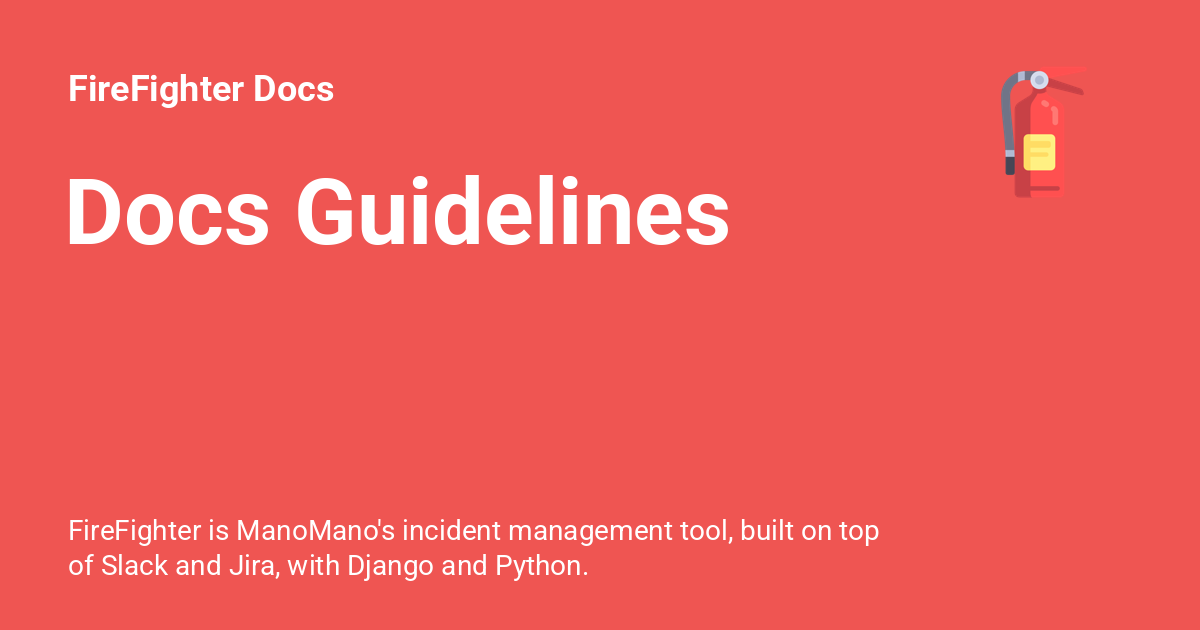 FireFighter Docs
Docs Guidelines
FireFighter is ManoMano's incident management tool, built on top
of Slack and Jira, with Django and Python.